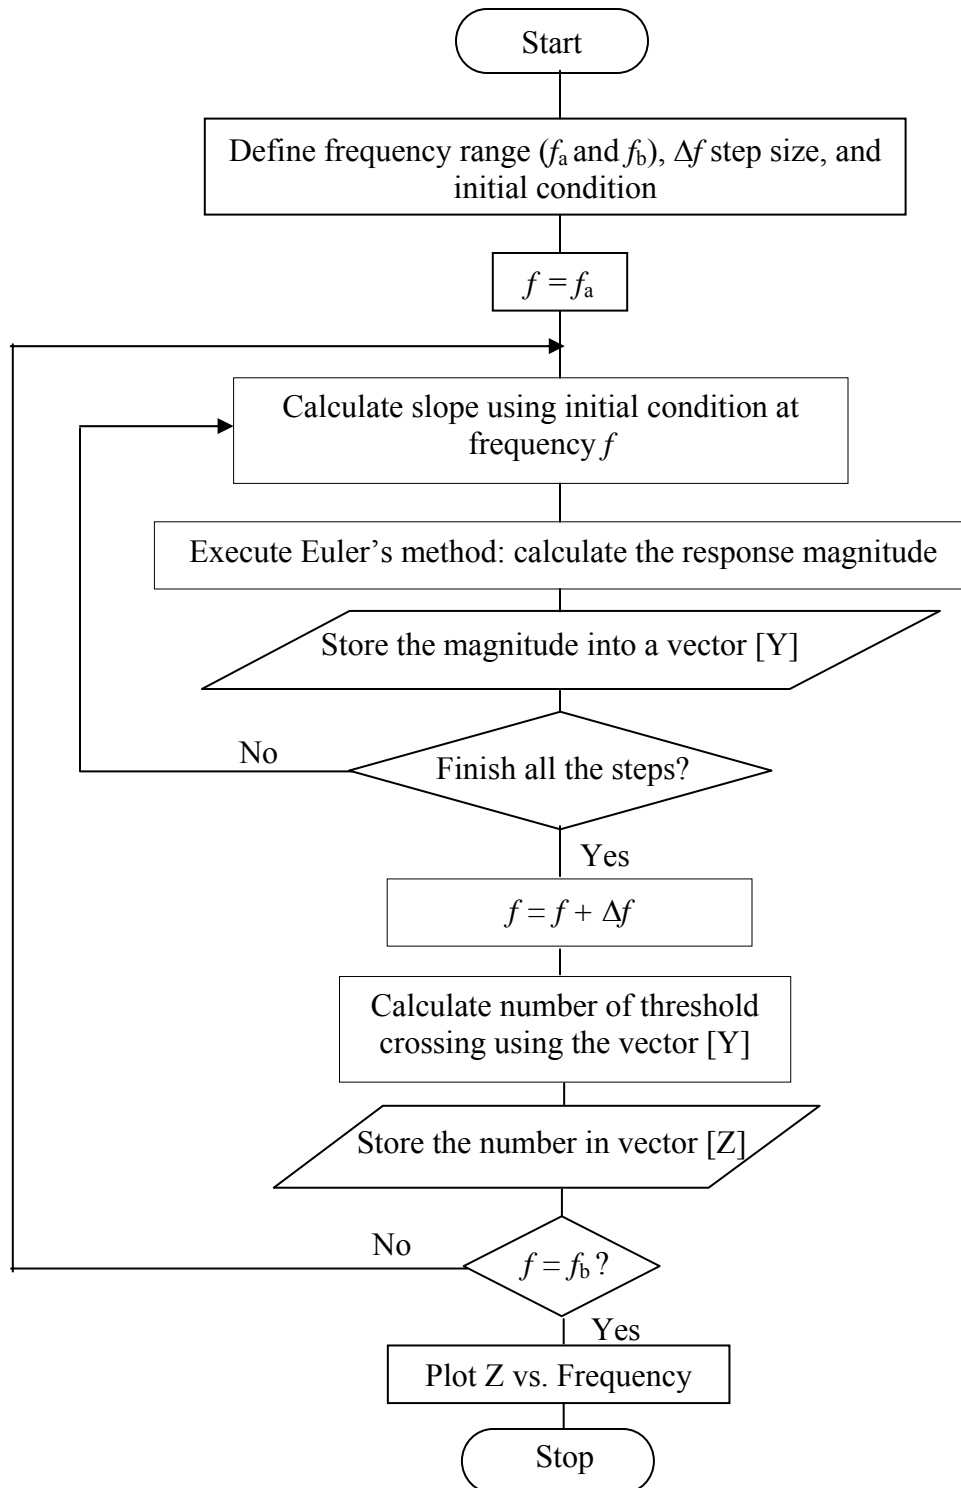 Start
Define frequency range (fa and fb), Δf step size, and
initial condition
f = fa
Calculate slope using initial condition at
frequency f
Execute Euler’s method: calculate the response magnitude
Store the magnitude into a vector [Y]
No
Finish all the steps?
Yes
f = f + Δf
Calculate number of threshold
crossing using the vector [Y]
Store the number in vector [Z]
No
f = fb ?
Yes
Plot Z vs. Frequency
Stop